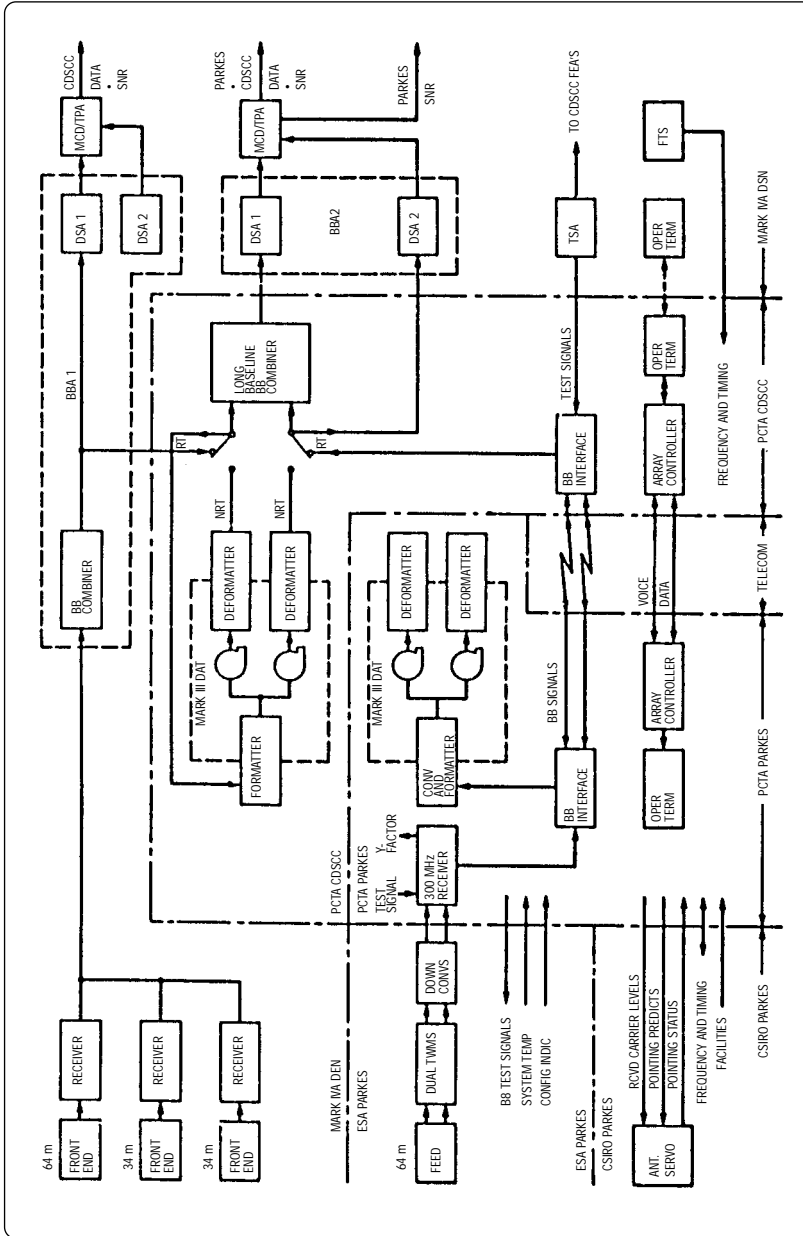 64 m
FRONT
END
RECEIVER
34 m
FRONT
END
RECEIVER
34 m
FRONT
END
RECEIVER
BB
COMBINER
BBA 1
DSA 1
DSA 2
MCD/TPA
CDSCC
DATA
• SNR
MARK III DAT
FORMATTER
DEFORMATTER
DEFORMATTER
NRT
NRT
RT
RT
LONG
BASELINE
BB
COMBINER
DSA 1
BBA2
DSA 2
MCD/TPA
PARKES
• CDSCC
DATA
• SNR
PARKES
SNR
MARK IVA DEN
ESA PARKES
PCTA CDSCC
PCTA PARKES
64 m
FEED
DUAL TWMS
DOWN
CONVS
TEST
SIGNAL
Y-
FACTOR
300 MHz
RECEIVER
MARK III DAT
CONV
AND
FORMATTER
DEFORMATTER
DEFORMATTER
B8 TEST SIGNALS
SYSTEM TEMP
CONFIG INDIC
BB
INTERFACE
BB SIGNALS
BB
INTERFACE
TEST SIGNALS
TSA
TO CDSCC FEA'S
ESA PARKES
CSIRO PARKES
ANT.
SERVO
RCVD CARRIER LEVELS
POINTING PREDICTS
POINTING STATUS
FREQUENCY AND TIMING
FACILITIES
OPER
TERM
ARRAY
CONTROLLER
VOICE
DATA
ARRAY
CONTROLLER
OPER
TERM
OPER
TERM
FTS
FREQUENCY AND TIMING
CSIRO PARKES
PCTA PARKES
TELECOM
PCTA CDSCC
MARK IVA DSN